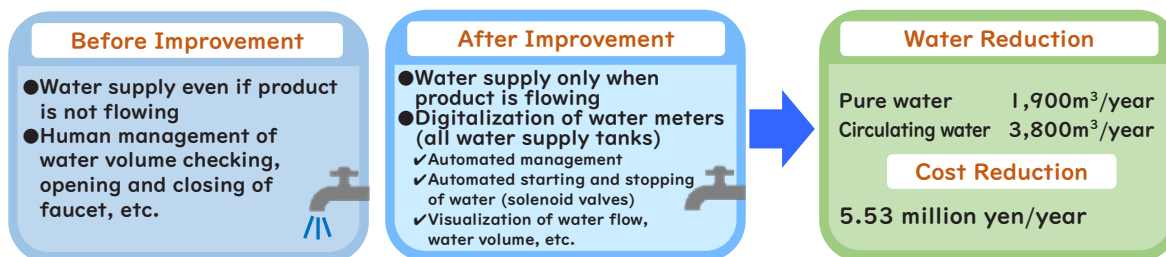 Before Improvement
●Water supply even if product
is not flowing
●Human management of
water volume checking,
opening and closing of
faucet, etc.
After Improvement
●Water supply only when
product is flowing
●Digitalization of water meters
(all water supply tanks)
✔Automated management
✔Automated starting and stopping
of water (solenoid valves)
✔Visualization of water flow,
water volume, etc.
Water Reduction
Pure water 1,900m³/year
Circulating water 3,800m³/year
Cost Reduction
5.53 million yen/year